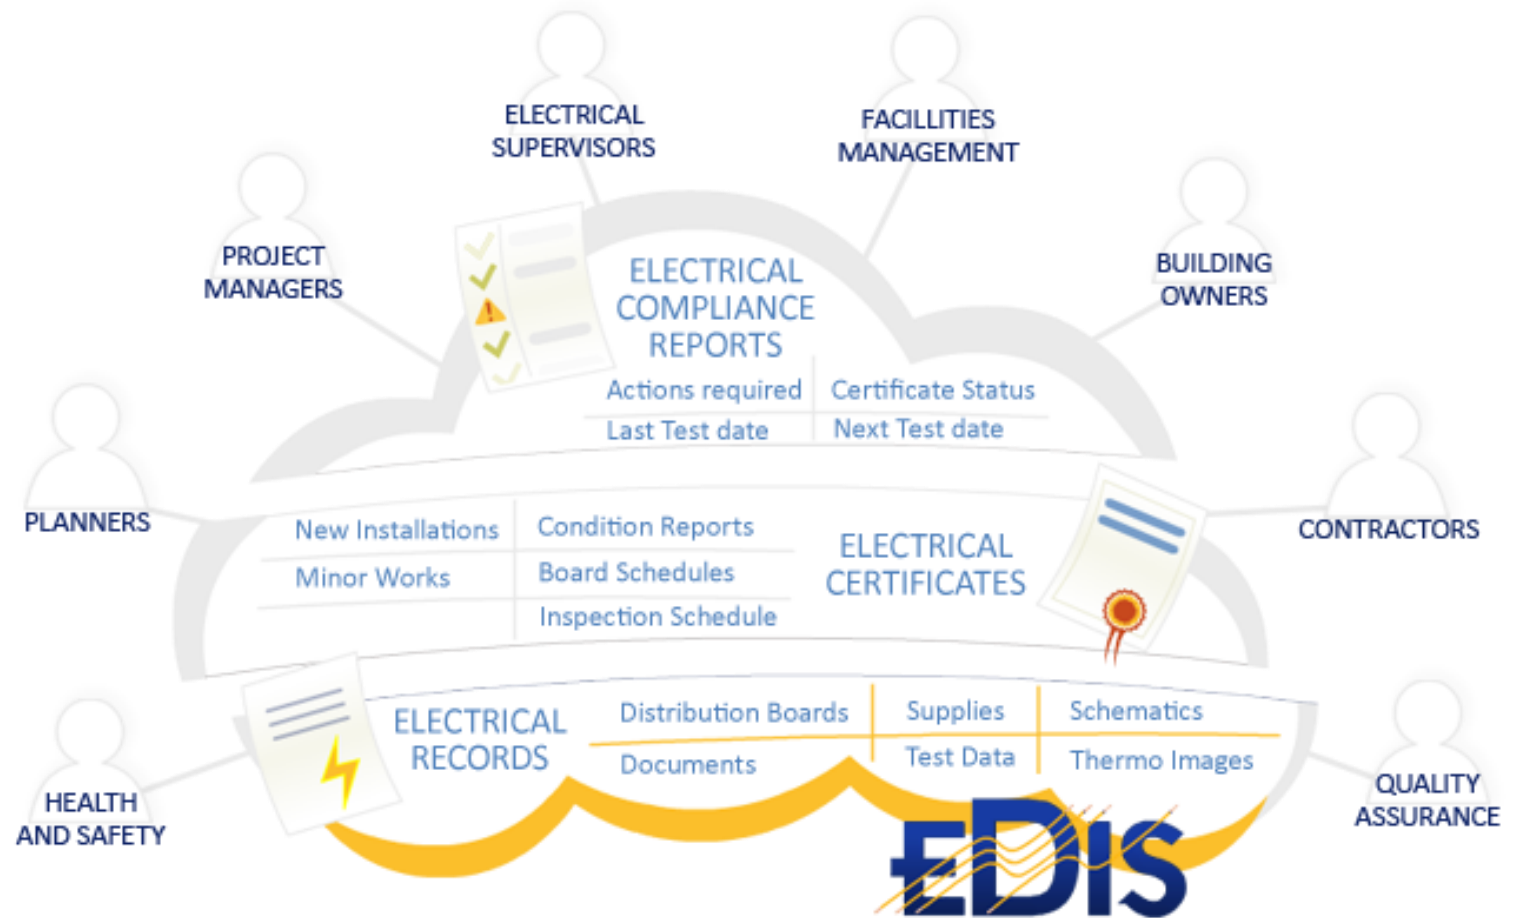 ELECTRICAL
SUPERVISORS
FACILLITIES
MANAGEMENT
PROJECT
MANAGERS
BUILDING
OWNERS
PLANNERS
CONTRACTORS
HEALTH
AND SAFETY
QUALITY
ASSURANCE
ELECTRICAL
COMPLIANCE
REPORTS
Actions required
Certificate Status
Last Test date
Next Test date
New Installations
Condition Reports
Minor Works
Board Schedules
Inspection Schedule
ELECTRICAL
CERTIFICATES
ELECTRICAL
RECORDS
Distribution Boards
Supplies
Schematics
Documents
Test Data
Thermo Images
EDIS